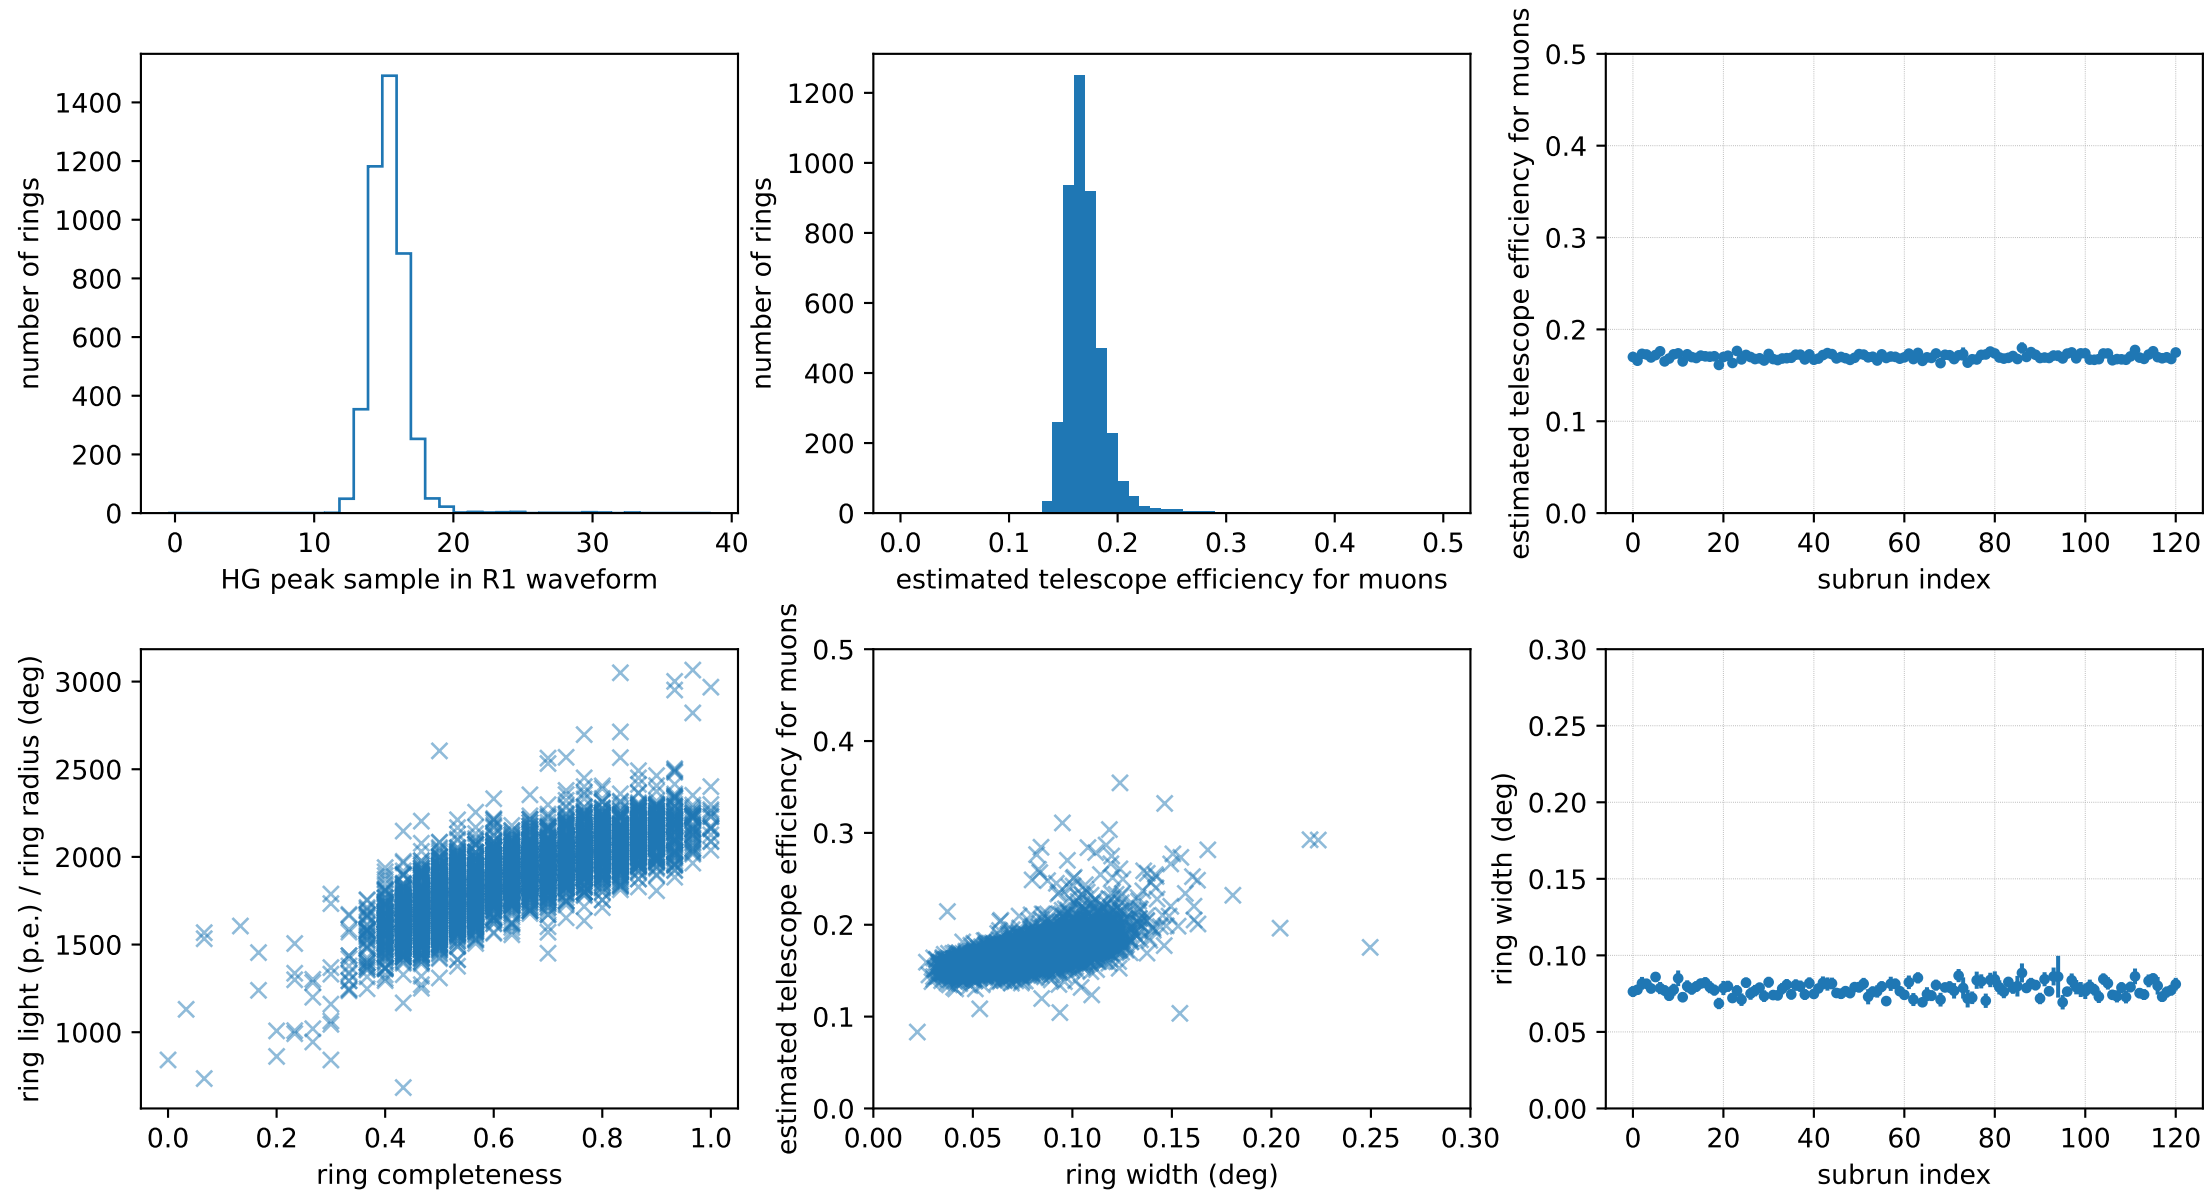 number of rings
1400
1200
1000
800
600
400
200
0
0 10 20 30 40
HG peak sample in R1 waveform
number of rings
1200
1000
800
600
400
200
0
0.0 0.1 0.2 0.3 0.4 0.5
estimated telescope efficiency for muons
estimated telescope efficiency for muons
0.5
0.4
0.3
0.2
0.1
0.0
0 20 40 60 80 100 120
subrun index
ring light (p.e.) / ring radius (deg)
3000
2500
2000
1500
1000
0.0 0.2 0.4 0.6 0.8 1.0
ring completeness
estimated telescope efficiency for muons
0.5
0.4
0.3
0.2
0.1
0.0
0.00 0.05 0.10 0.15 0.20 0.25 0.30
ring width (deg)
ring width (deg)
0.30
0.25
0.20
0.15
0.10
0.05
0.00
0 20 40 60 80 100 120
subrun index